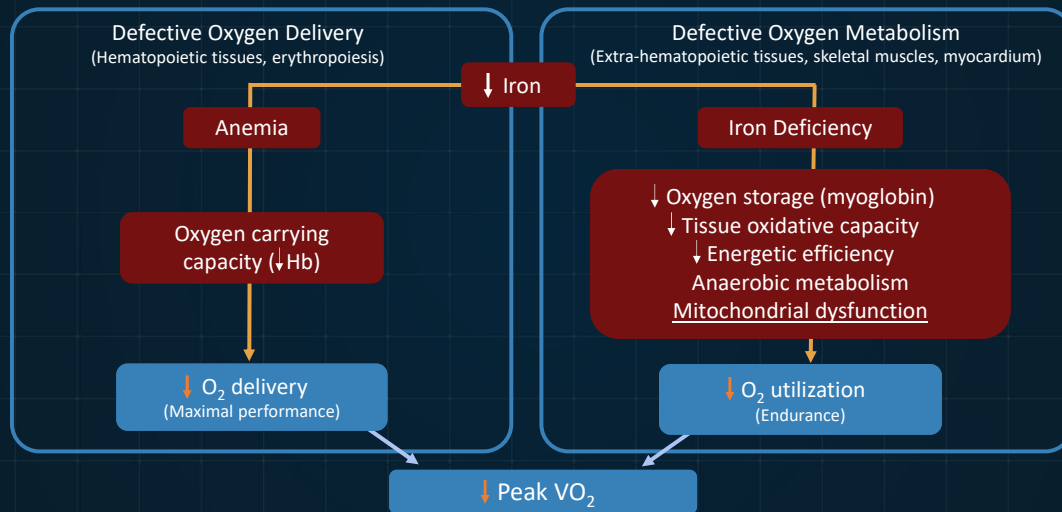 Defective Oxygen Delivery
(Hematopoietic tissues, erythropoiesis)
Defective Oxygen Metabolism
(Extra-hematopoietic tissues, skeletal muscles, myocardium)
↓ Iron
Anemia
Oxygen carrying
capacity (↓Hb)
↓ O₂ delivery
(Maximal performance)
Iron Deficiency
↓ Oxygen storage (myoglobin)
↓ Tissue oxidative capacity
↓ Energetic efficiency
Anaerobic metabolism
Mitochondrial dysfunction
↓ O₂ utilization
(Endurance)
↓ Peak VO₂